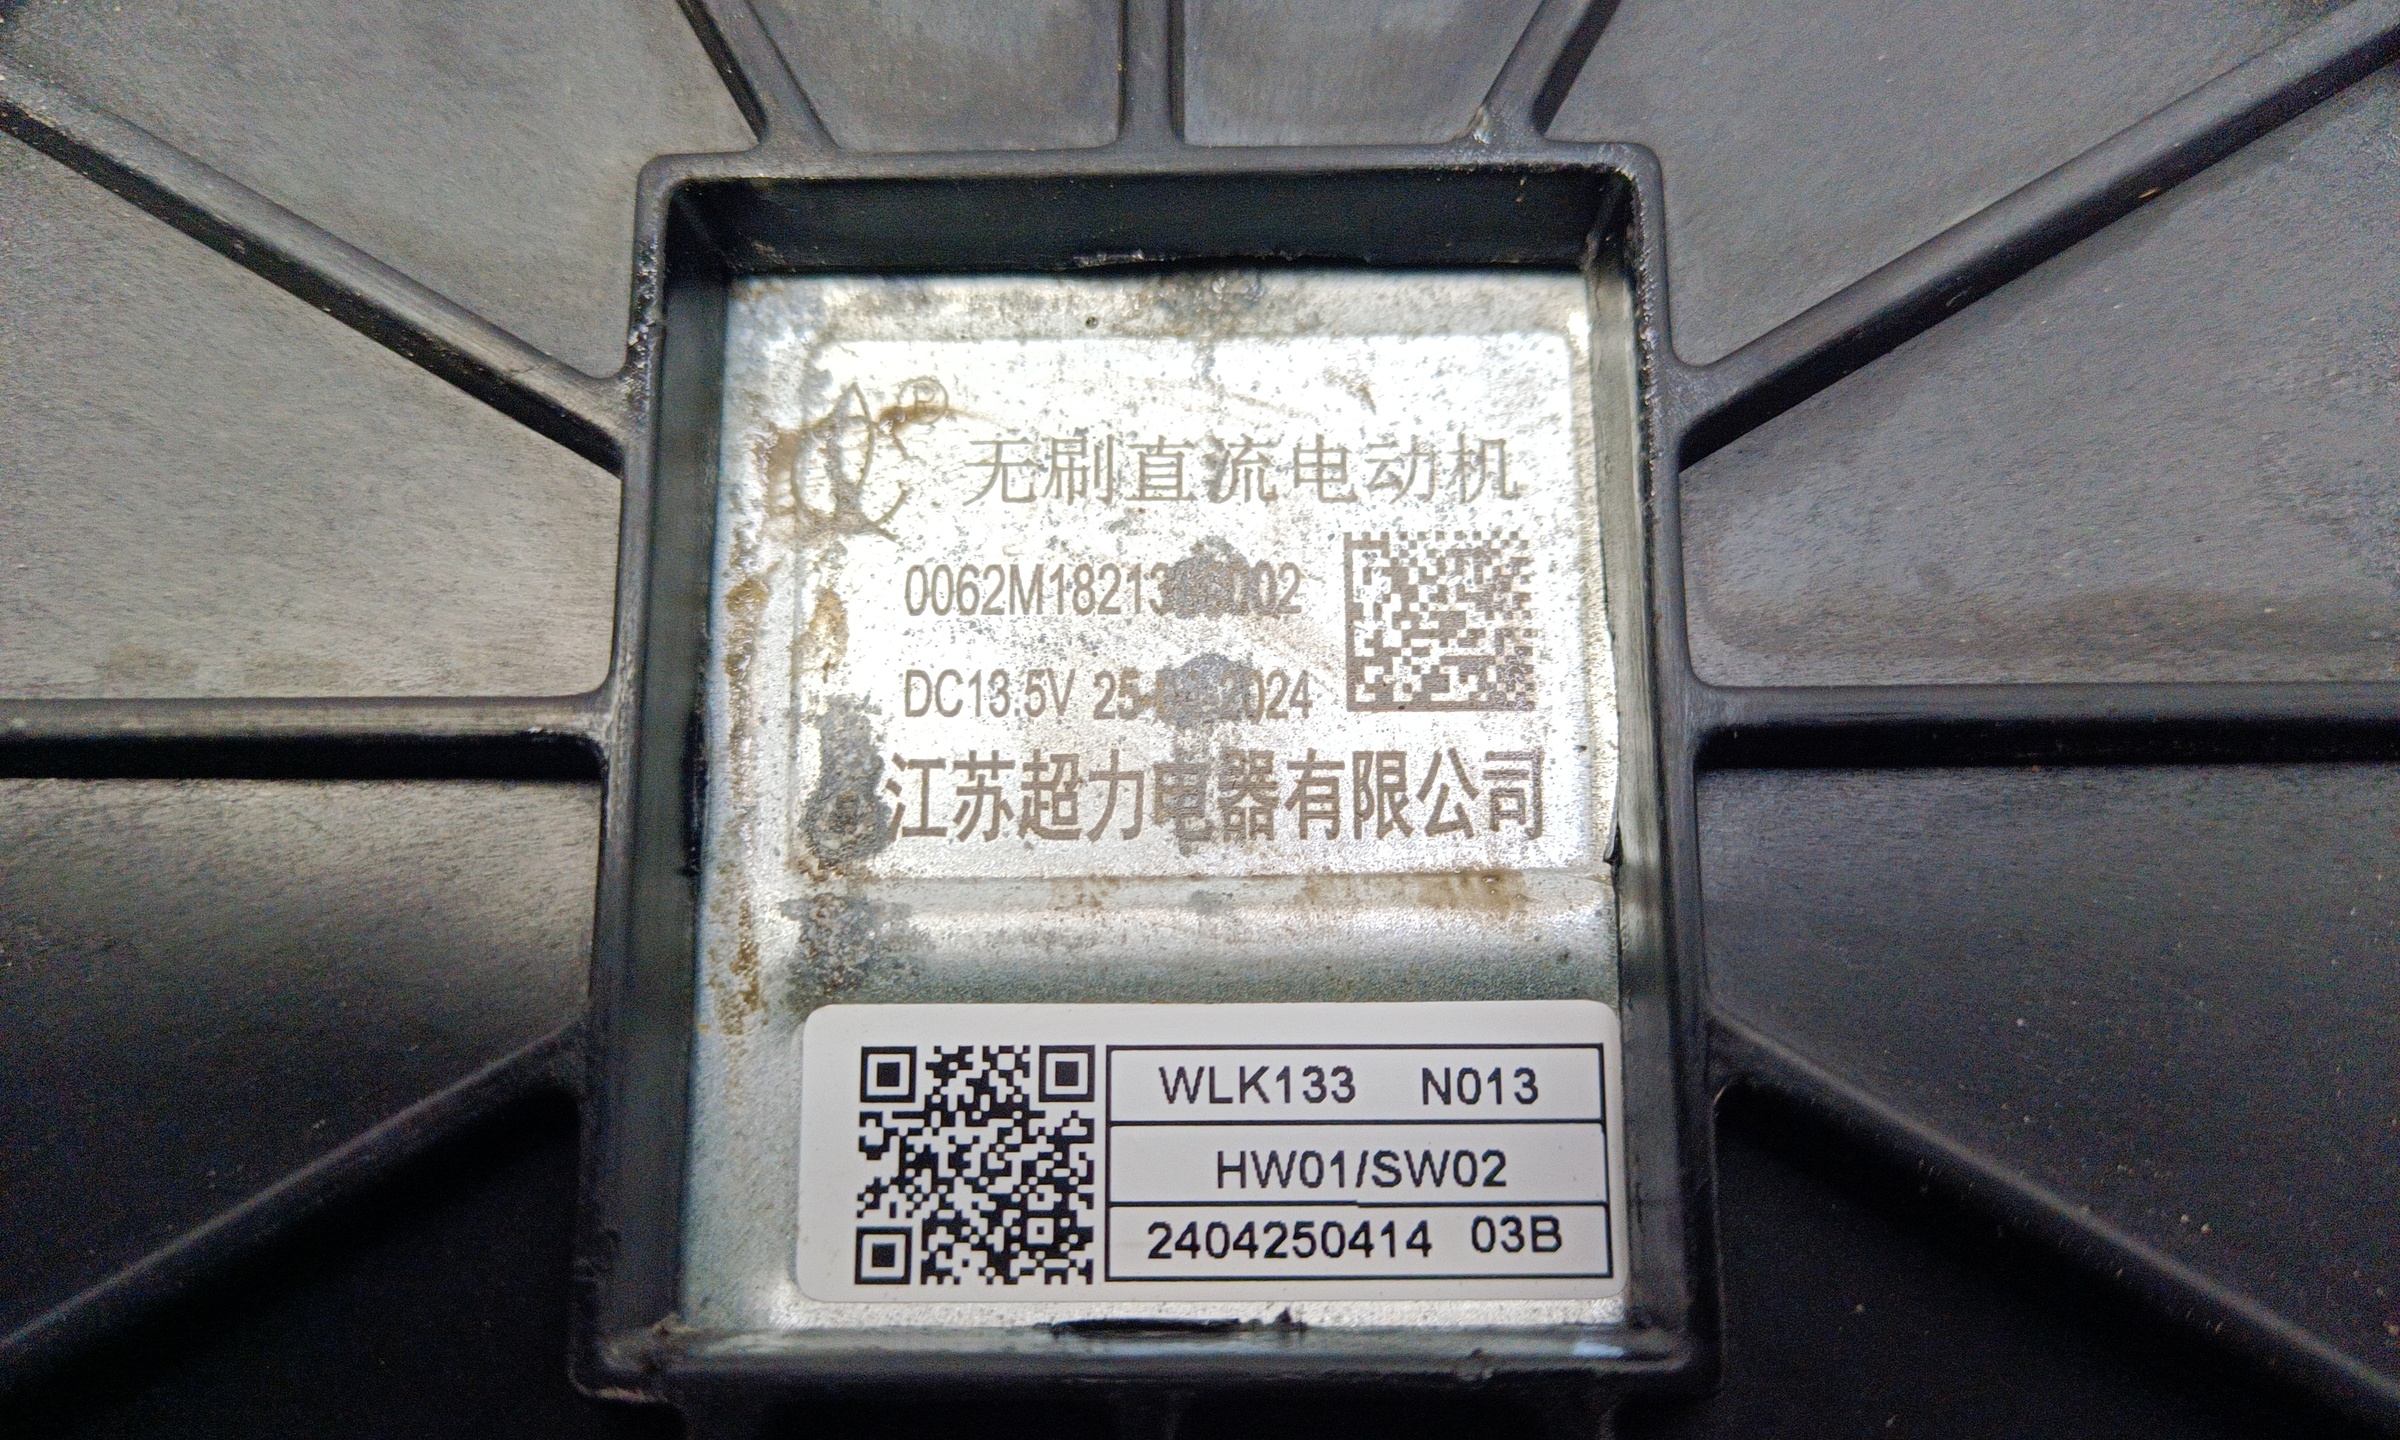 无刷直流电动机
DC13.5V
江苏超力电器有限公司
WLK133 N013
HW01/SW02
2404250414 03B